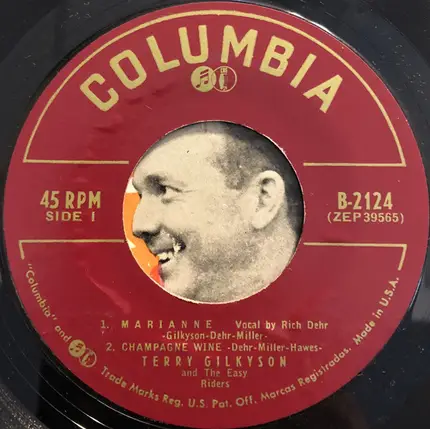 COLUMBIA
45 RPM
SIDE 1
B-2124
(ZEP 39565)
1. MARIANNE Vocal by Rich Dehr
-Gilkyson-Dehr-Miller-
2. CHAMPAGNE WINE -Dehr-Miller-Hawes-
TERRY GILKYSON
and The Easy
Riders
"Columbia" and Trade Marks Reg. U.S. Pat. Off. Marcas Registradas. Made in U.S.A.